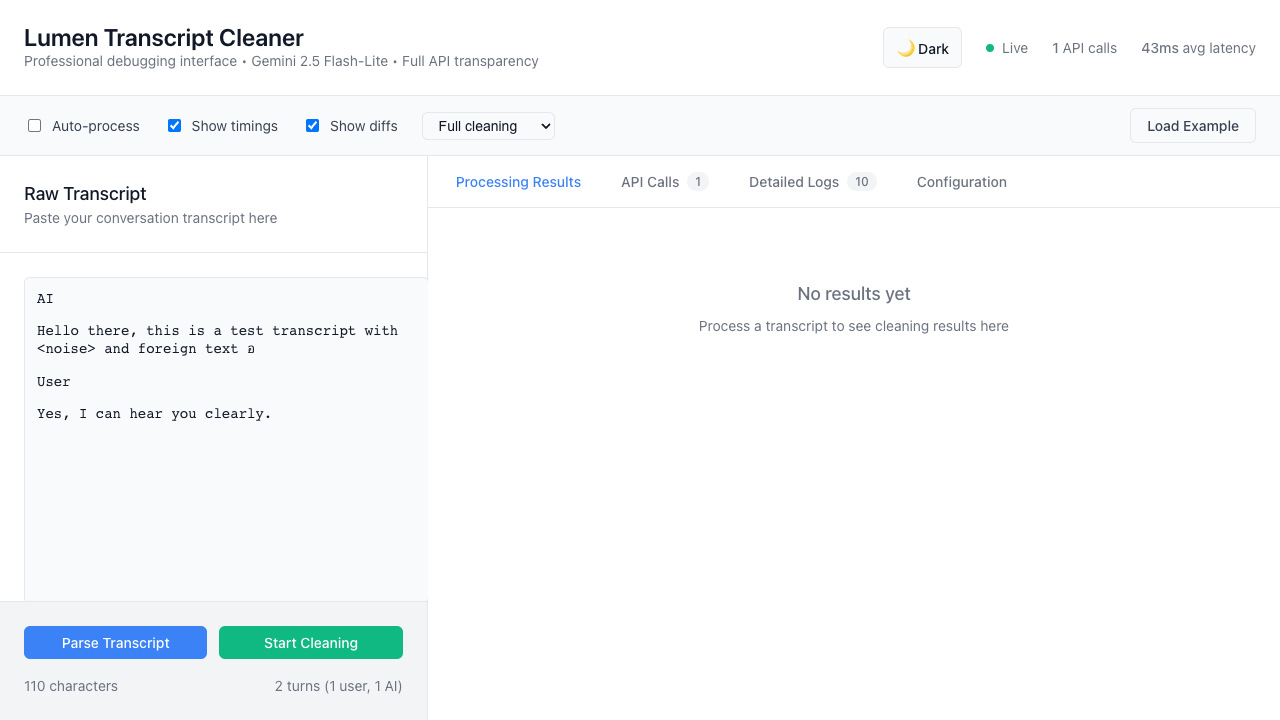 Lumen Transcript Cleaner
Professional debugging interface • Gemini 2.5 Flash-Lite • Full API transparency
🌙 Dark
Live
1 API calls
43ms avg latency
Auto-process
Show timings
Show diffs
Full cleaning
Load Example
Raw Transcript
Paste your conversation transcript here
Processing Results
API Calls 1
Detailed Logs 10
Configuration
AI
Hello there, this is a test transcript with
<noise> and foreign text อ
User
Yes, I can hear you clearly.
No results yet
Process a transcript to see cleaning results here
Parse Transcript
Start Cleaning
110 characters
2 turns (1 user, 1 AI)